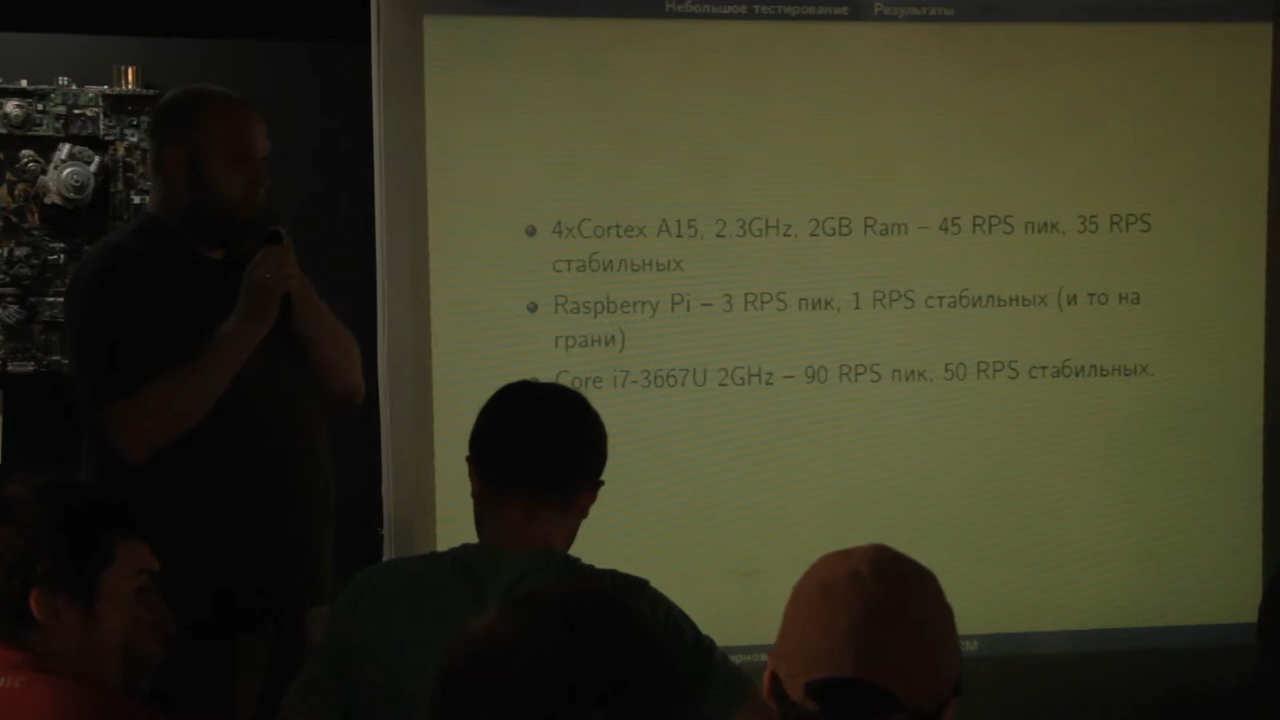 Небольшое тестирование Результаты
4xCortex A15, 2.3GHz, 2GB Ram – 45 RPS пик, 35 RPS
стабильных
Raspberry Pi – 3 RPS пик, 1 RPS стабильных (и то на
грани)
Core i7-3667U 2GHz – 90 RPS пик, 50 RPS стабильных.